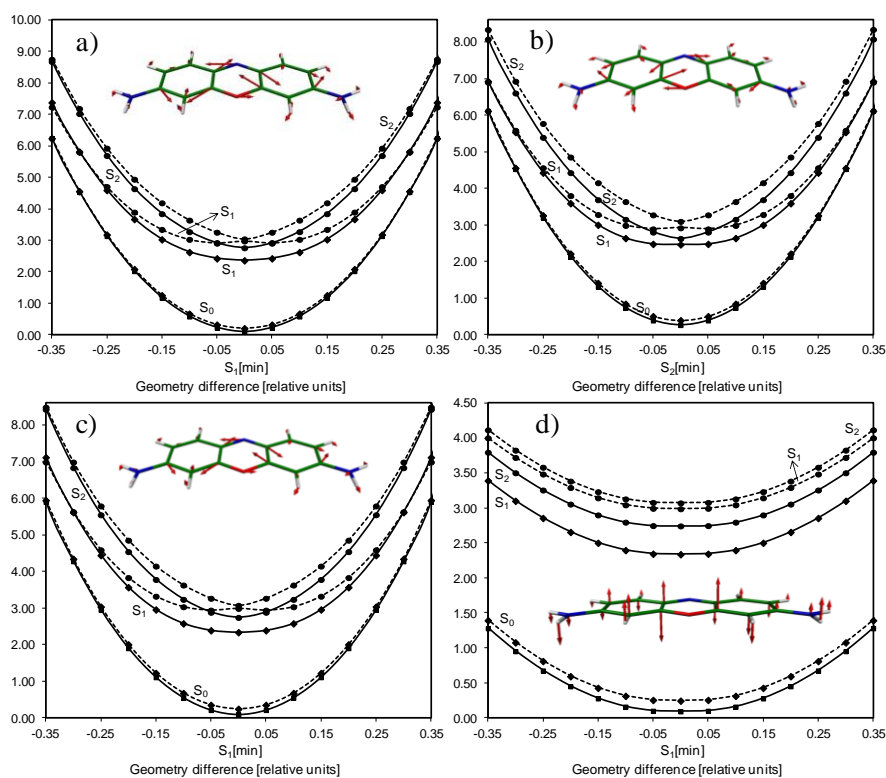 a)
10.00
9.00
8.00
7.00
6.00
5.00
4.00
3.00
2.00
1.00
0.00
S₂
S₂
S₁
S₁
S₀
-0.35 -0.25 -0.15 -0.05 0.05 0.15 0.25 0.35
S₁[min]
Geometry difference [relative units]
b)
8.00
7.00
6.00
5.00
4.00
3.00
2.00
1.00
0.00
S₂
S₁
S₂
S₁
S₀
-0.35 -0.25 -0.15 -0.05 0.05 0.15 0.25 0.35
S₂[min]
Geometry difference [relative units]
c)
8.00
7.00
6.00
5.00
4.00
3.00
2.00
1.00
0.00
S₂
S₁
S₀
-0.35 -0.25 -0.15 -0.05 0.05 0.15 0.25 0.35
S₁[min]
Geometry difference [relative units]
d)
4.50
4.00
3.50
3.00
2.50
2.00
1.50
1.00
0.50
0.00
S₂
S₁
S₂
S₁
S₀
-0.35 -0.25 -0.15 -0.05 0.05 0.15 0.25 0.35
S₁[min]
Geometry difference [relative units]